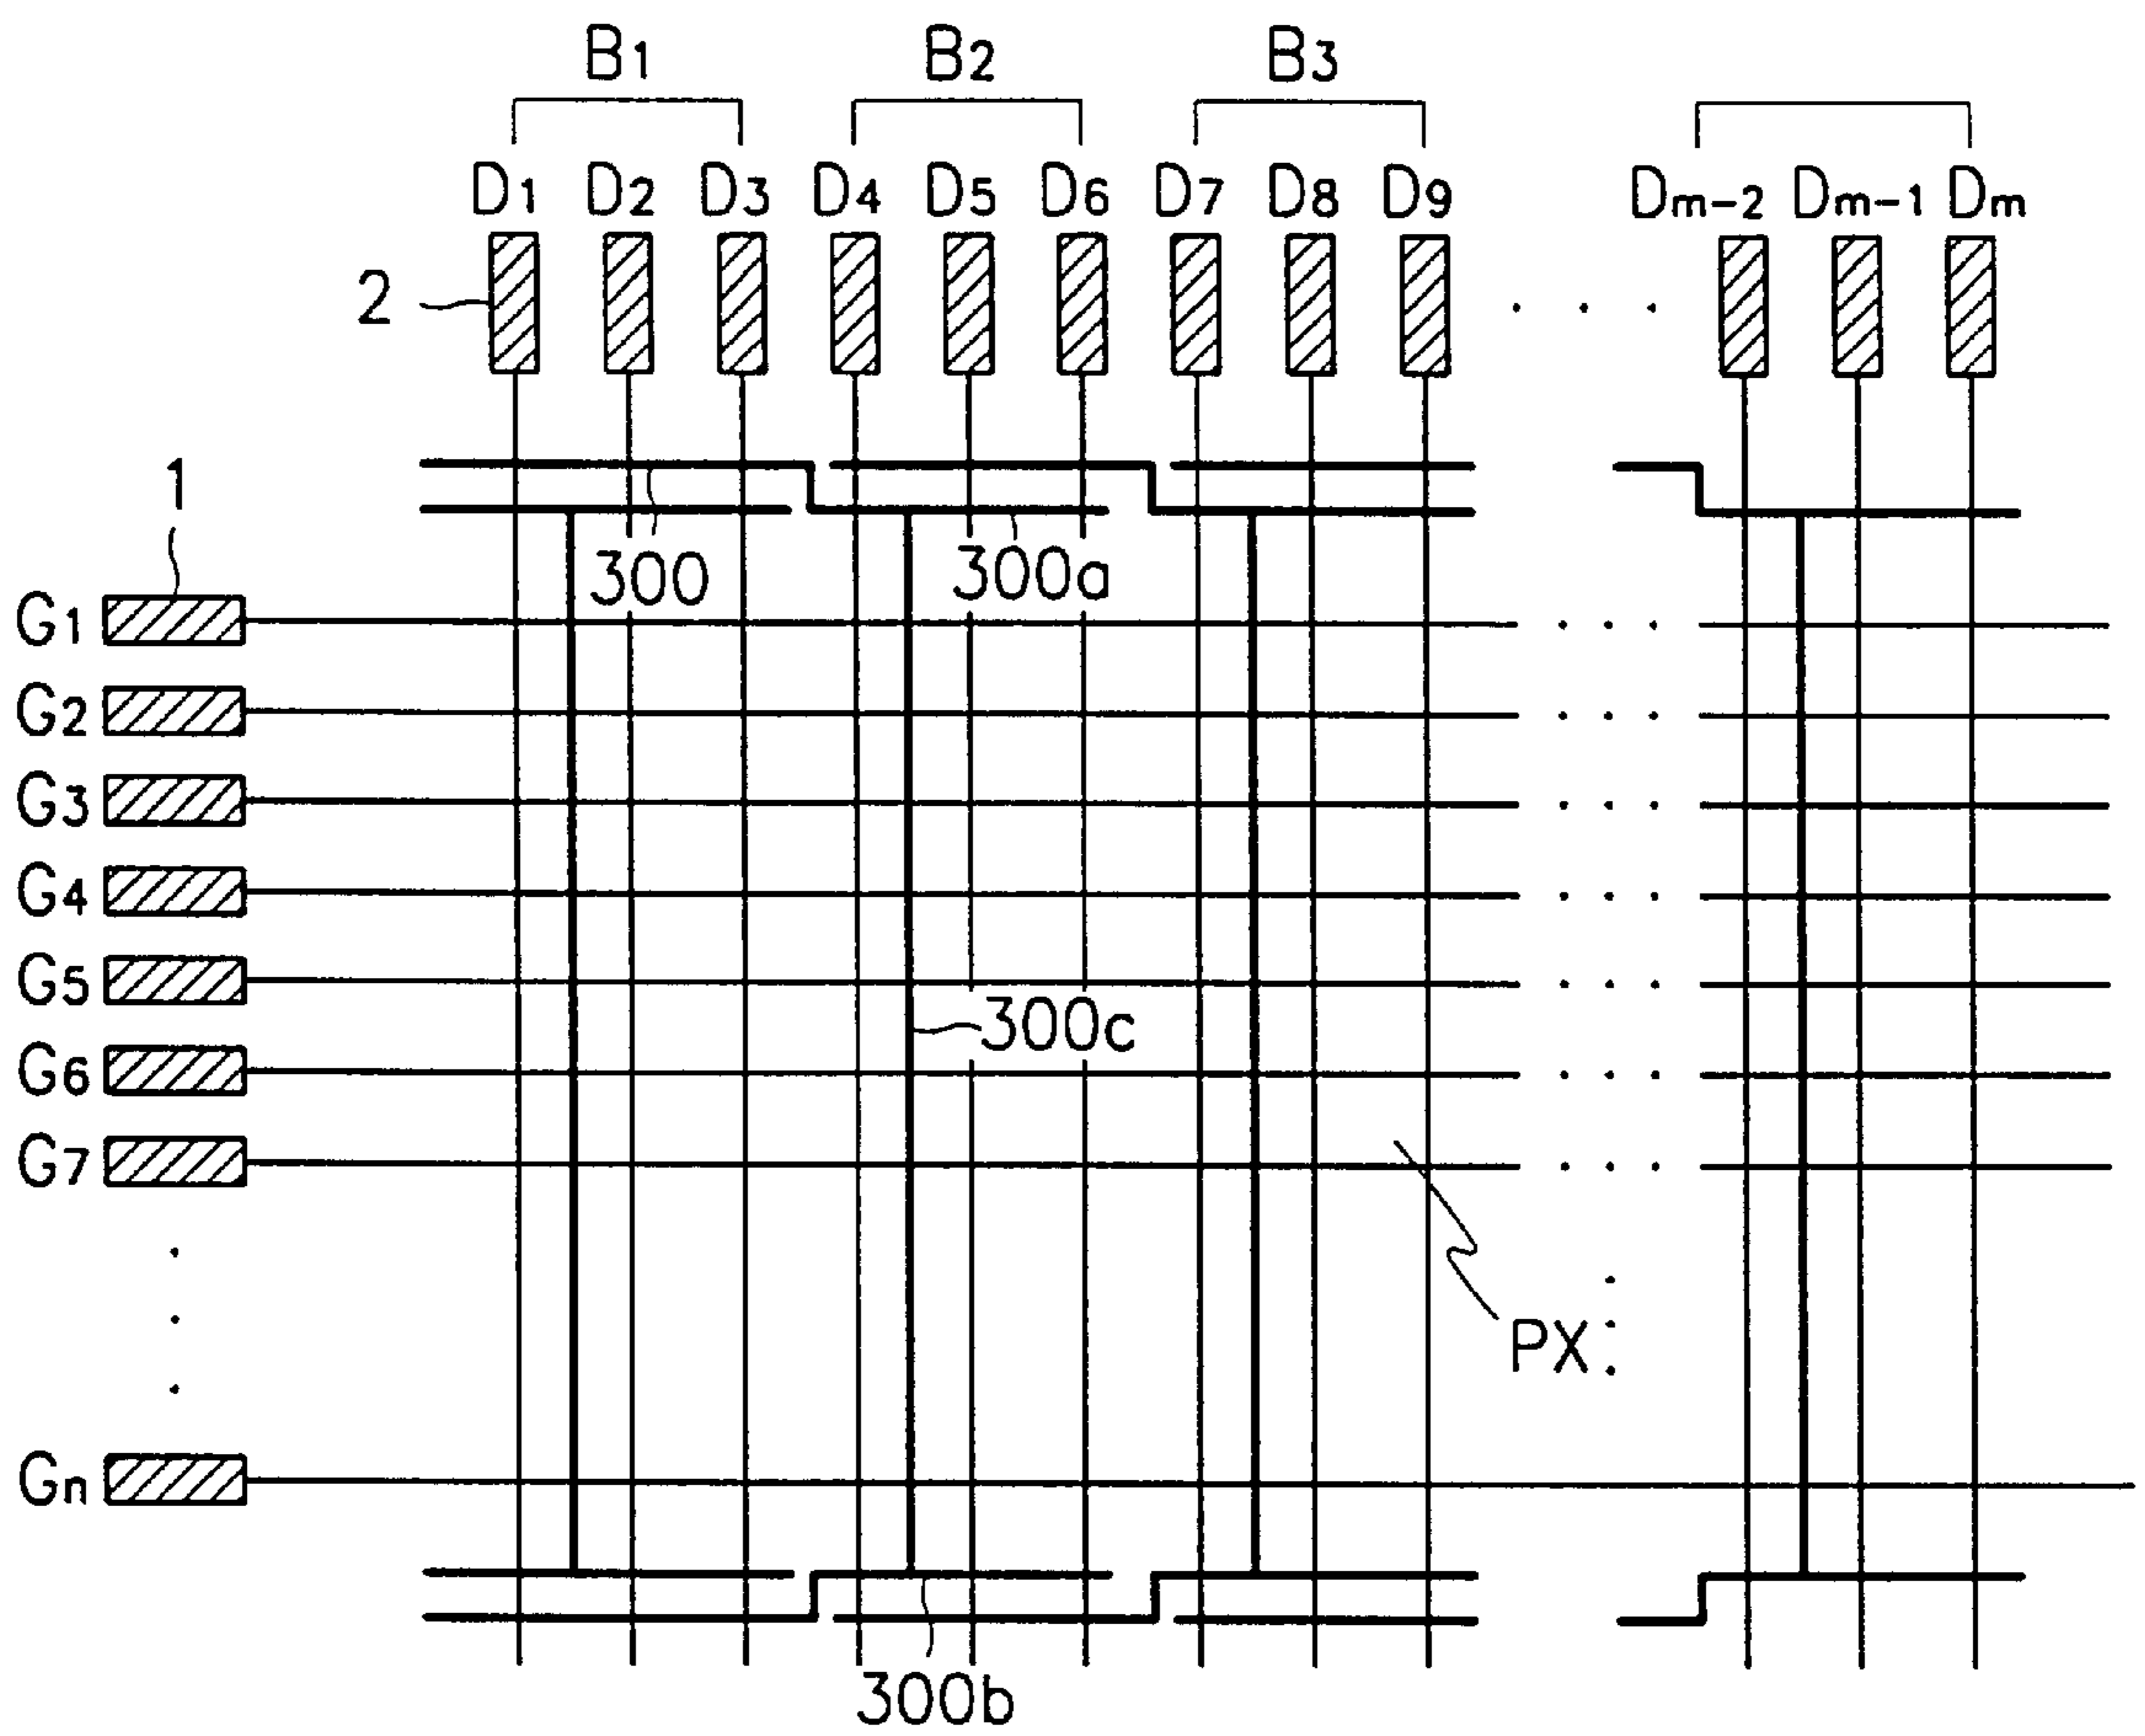 B1 B2 B3
D1 D2 D3 D4 D5 D6 D7 D8 D9 Dm-2 Dm-1 Dm
2
1
300 300a
G1
G2
G3
G4
G5
300c
G6
G7
PX
Gn
300b